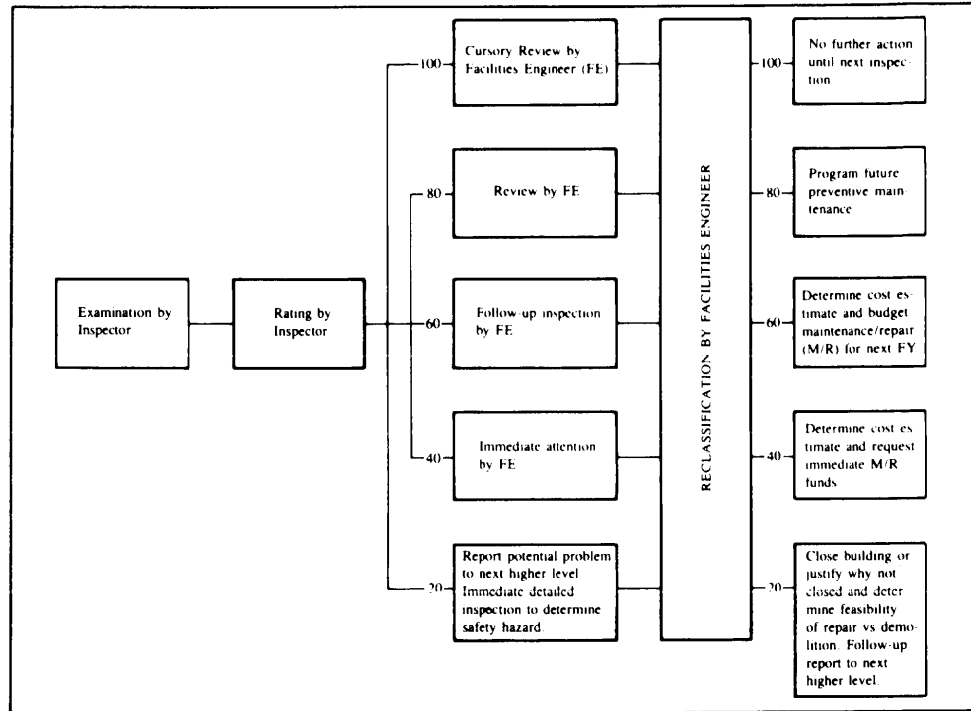 Examination by
Inspector
Rating by
Inspector
100
Cursory Review by
Facilities Engineer (FE)
80
Review by FE
60
Follow-up inspection
by FE
40
Immediate attention
by FE
20
Report potential problem
to next higher level
Immediate detailed
inspection to determine
safety hazard.
RECLASSIFICATION BY FACILITIES ENGINEER
100
No further action
until next inspec-
tion
80
Program future
preventive main-
tenance
60
Determine cost es-
timate and budget
maintenance/repair
(M/R) for next FY
40
Determine cost es-
timate and request
immediate M/R
funds
20
Close building or
justify why not
closed and deter
mine feasibility
of repair vs demo-
lition. Follow-up
report to next
higher level.